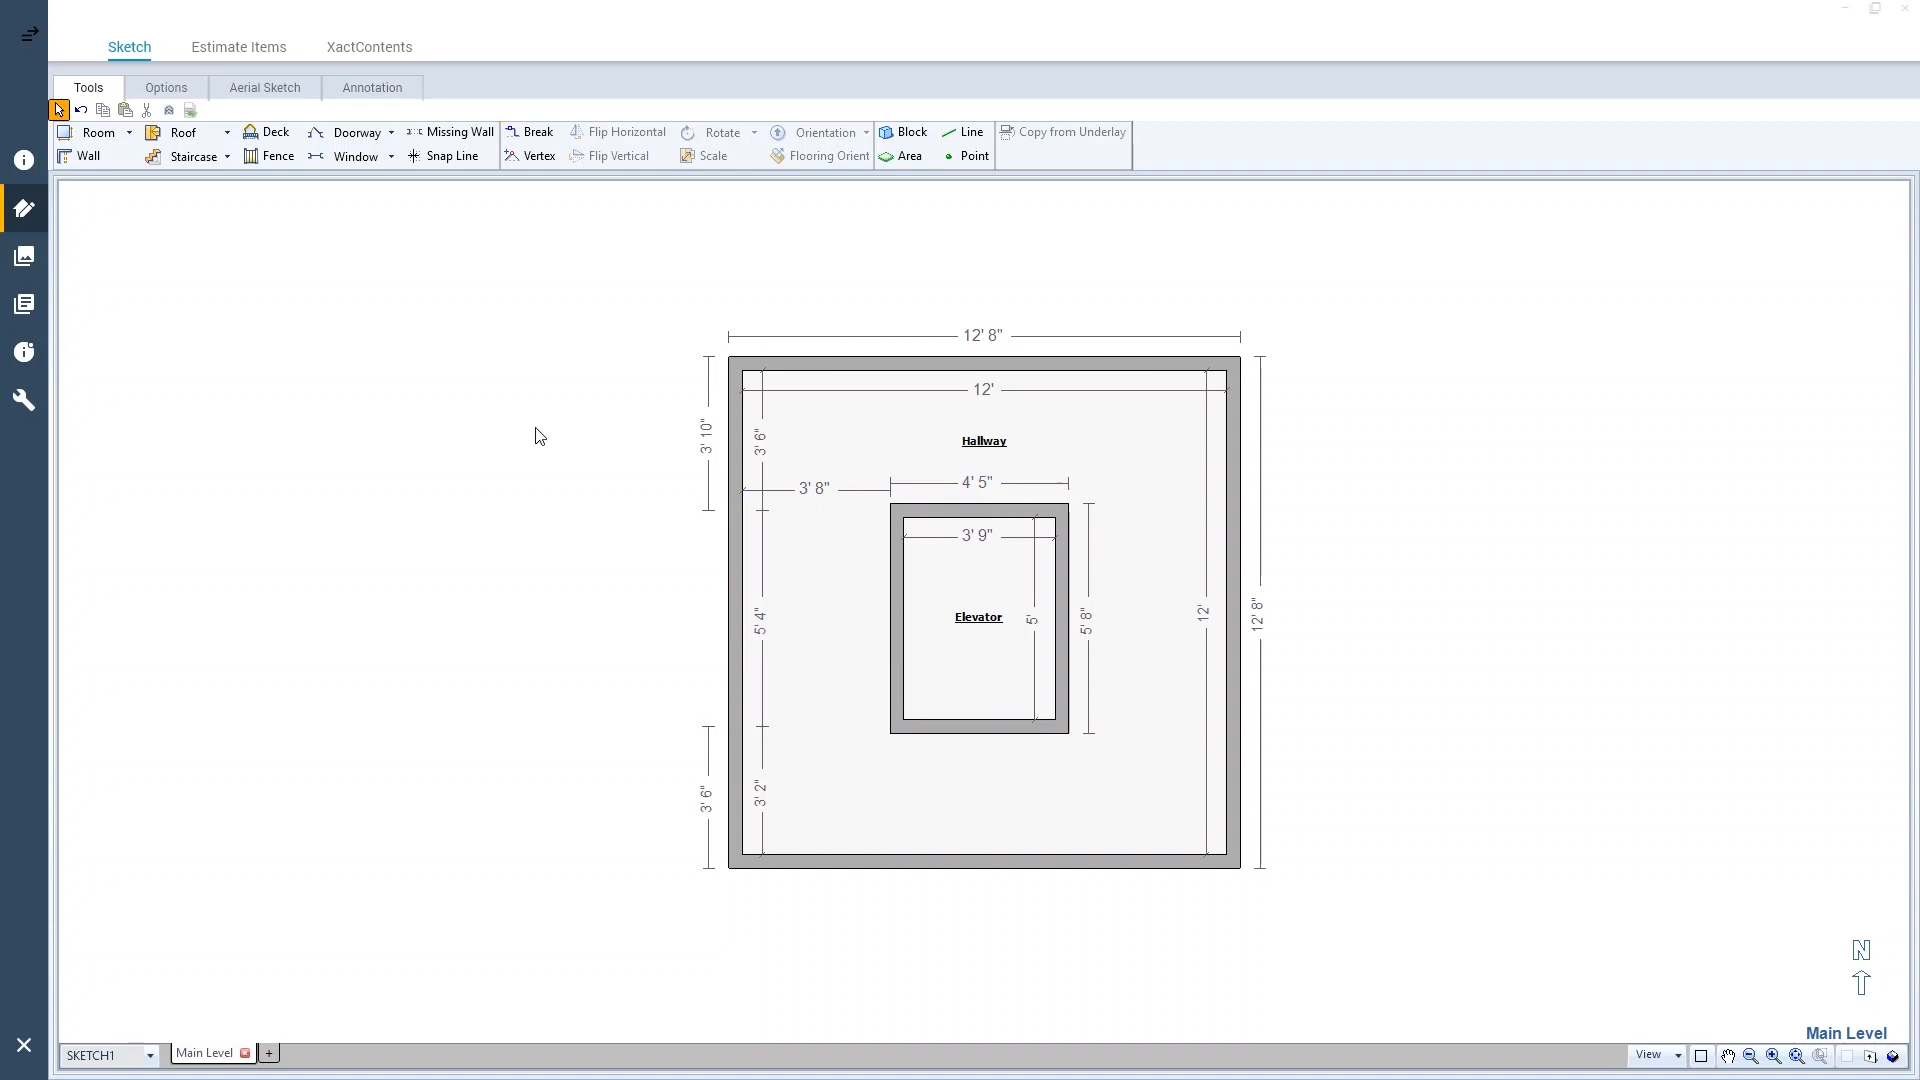 Sketch Estimate Items XactContents
Tools Options Aerial Sketch Annotation
Room Roof Deck Doorway Missing Wall Break Flip Horizontal Rotate Orientation Block Line Copy from Underlay
Wall Staircase Fence Window Snap Line Vertex Flip Vertical Scale Flooring Orient Area Point
12' 8"
12'
3' 10"
3' 6"
Hallway
3' 8"
4' 5"
3' 9"
Elevator
5'
5' 8"
12'
12' 8"
5' 4"
3' 2"
3' 6"
N
Main Level
SKETCH1 Main Level + View